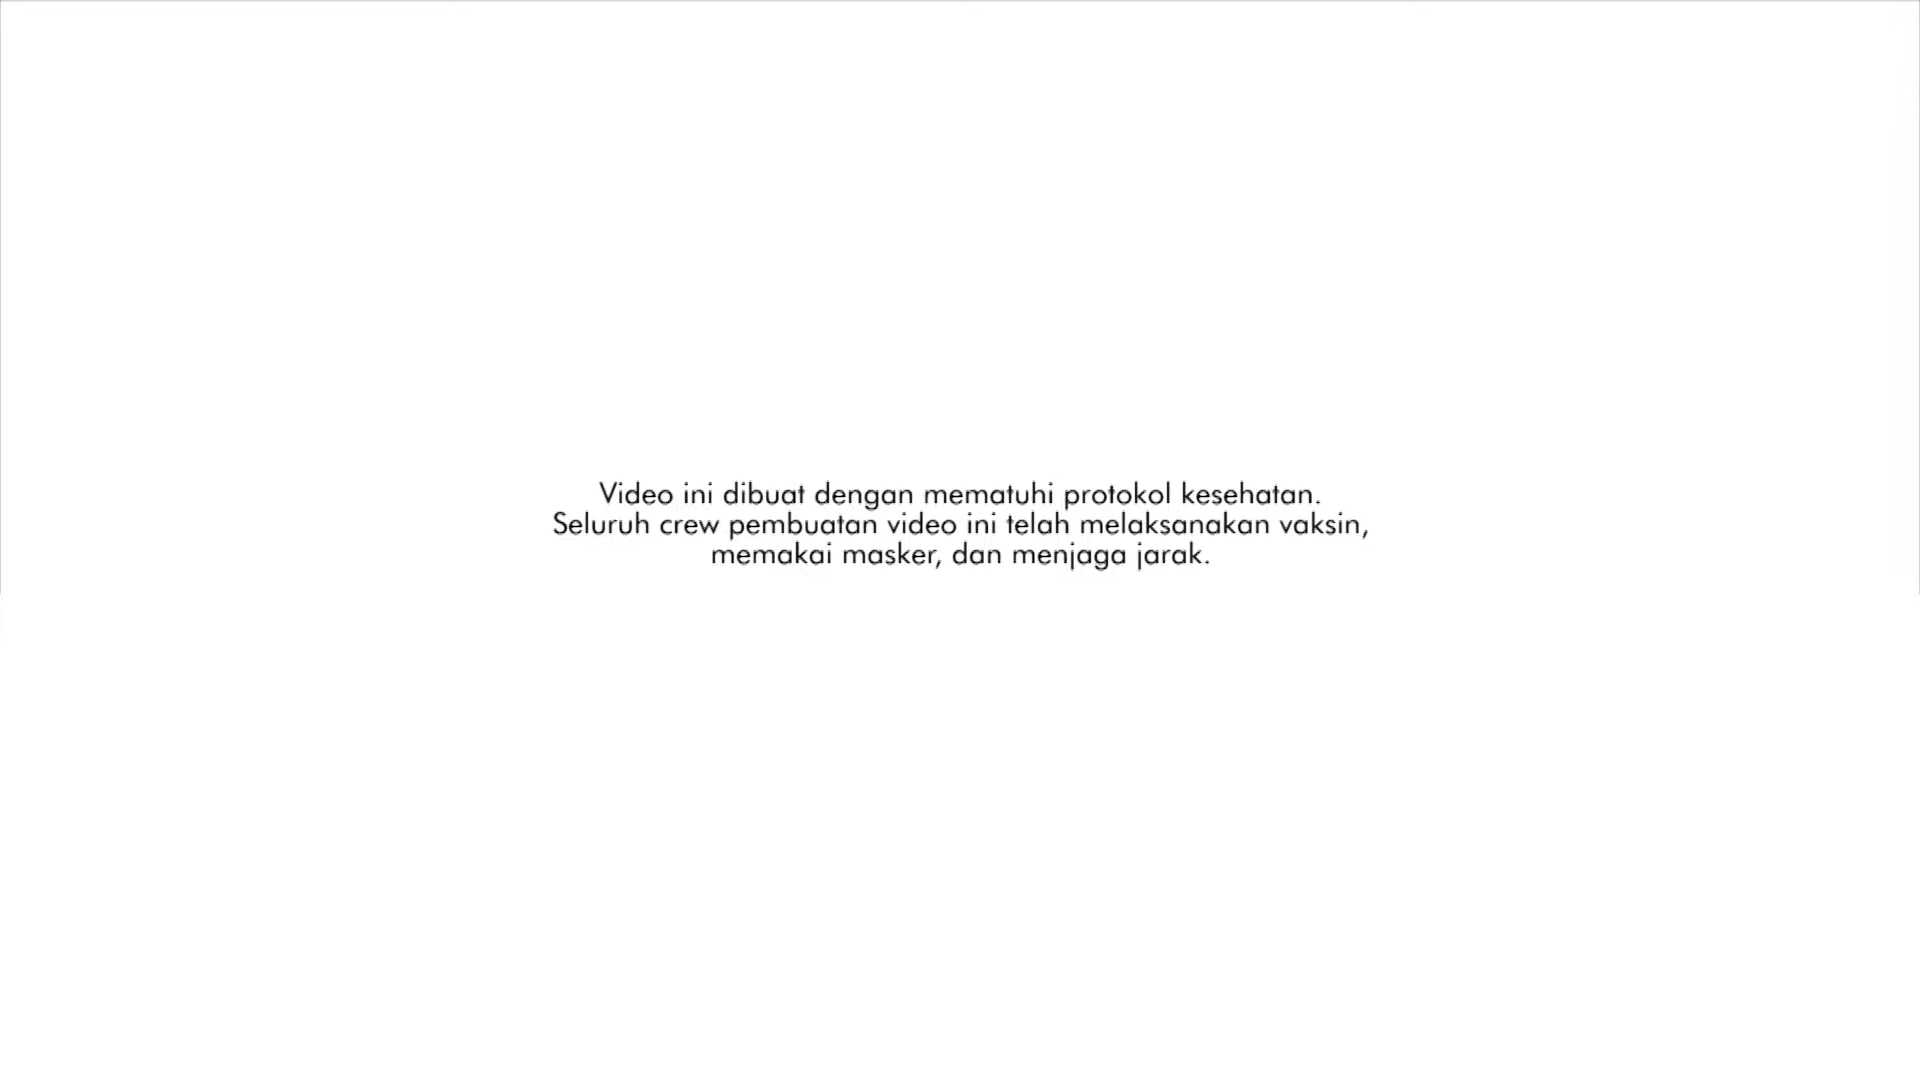 Video ini dibuat dengan mematuhi protokol kesehatan.
Seluruh crew pembuatan video ini telah melaksanakan vaksin,
memakai masker, dan menjaga jarak.